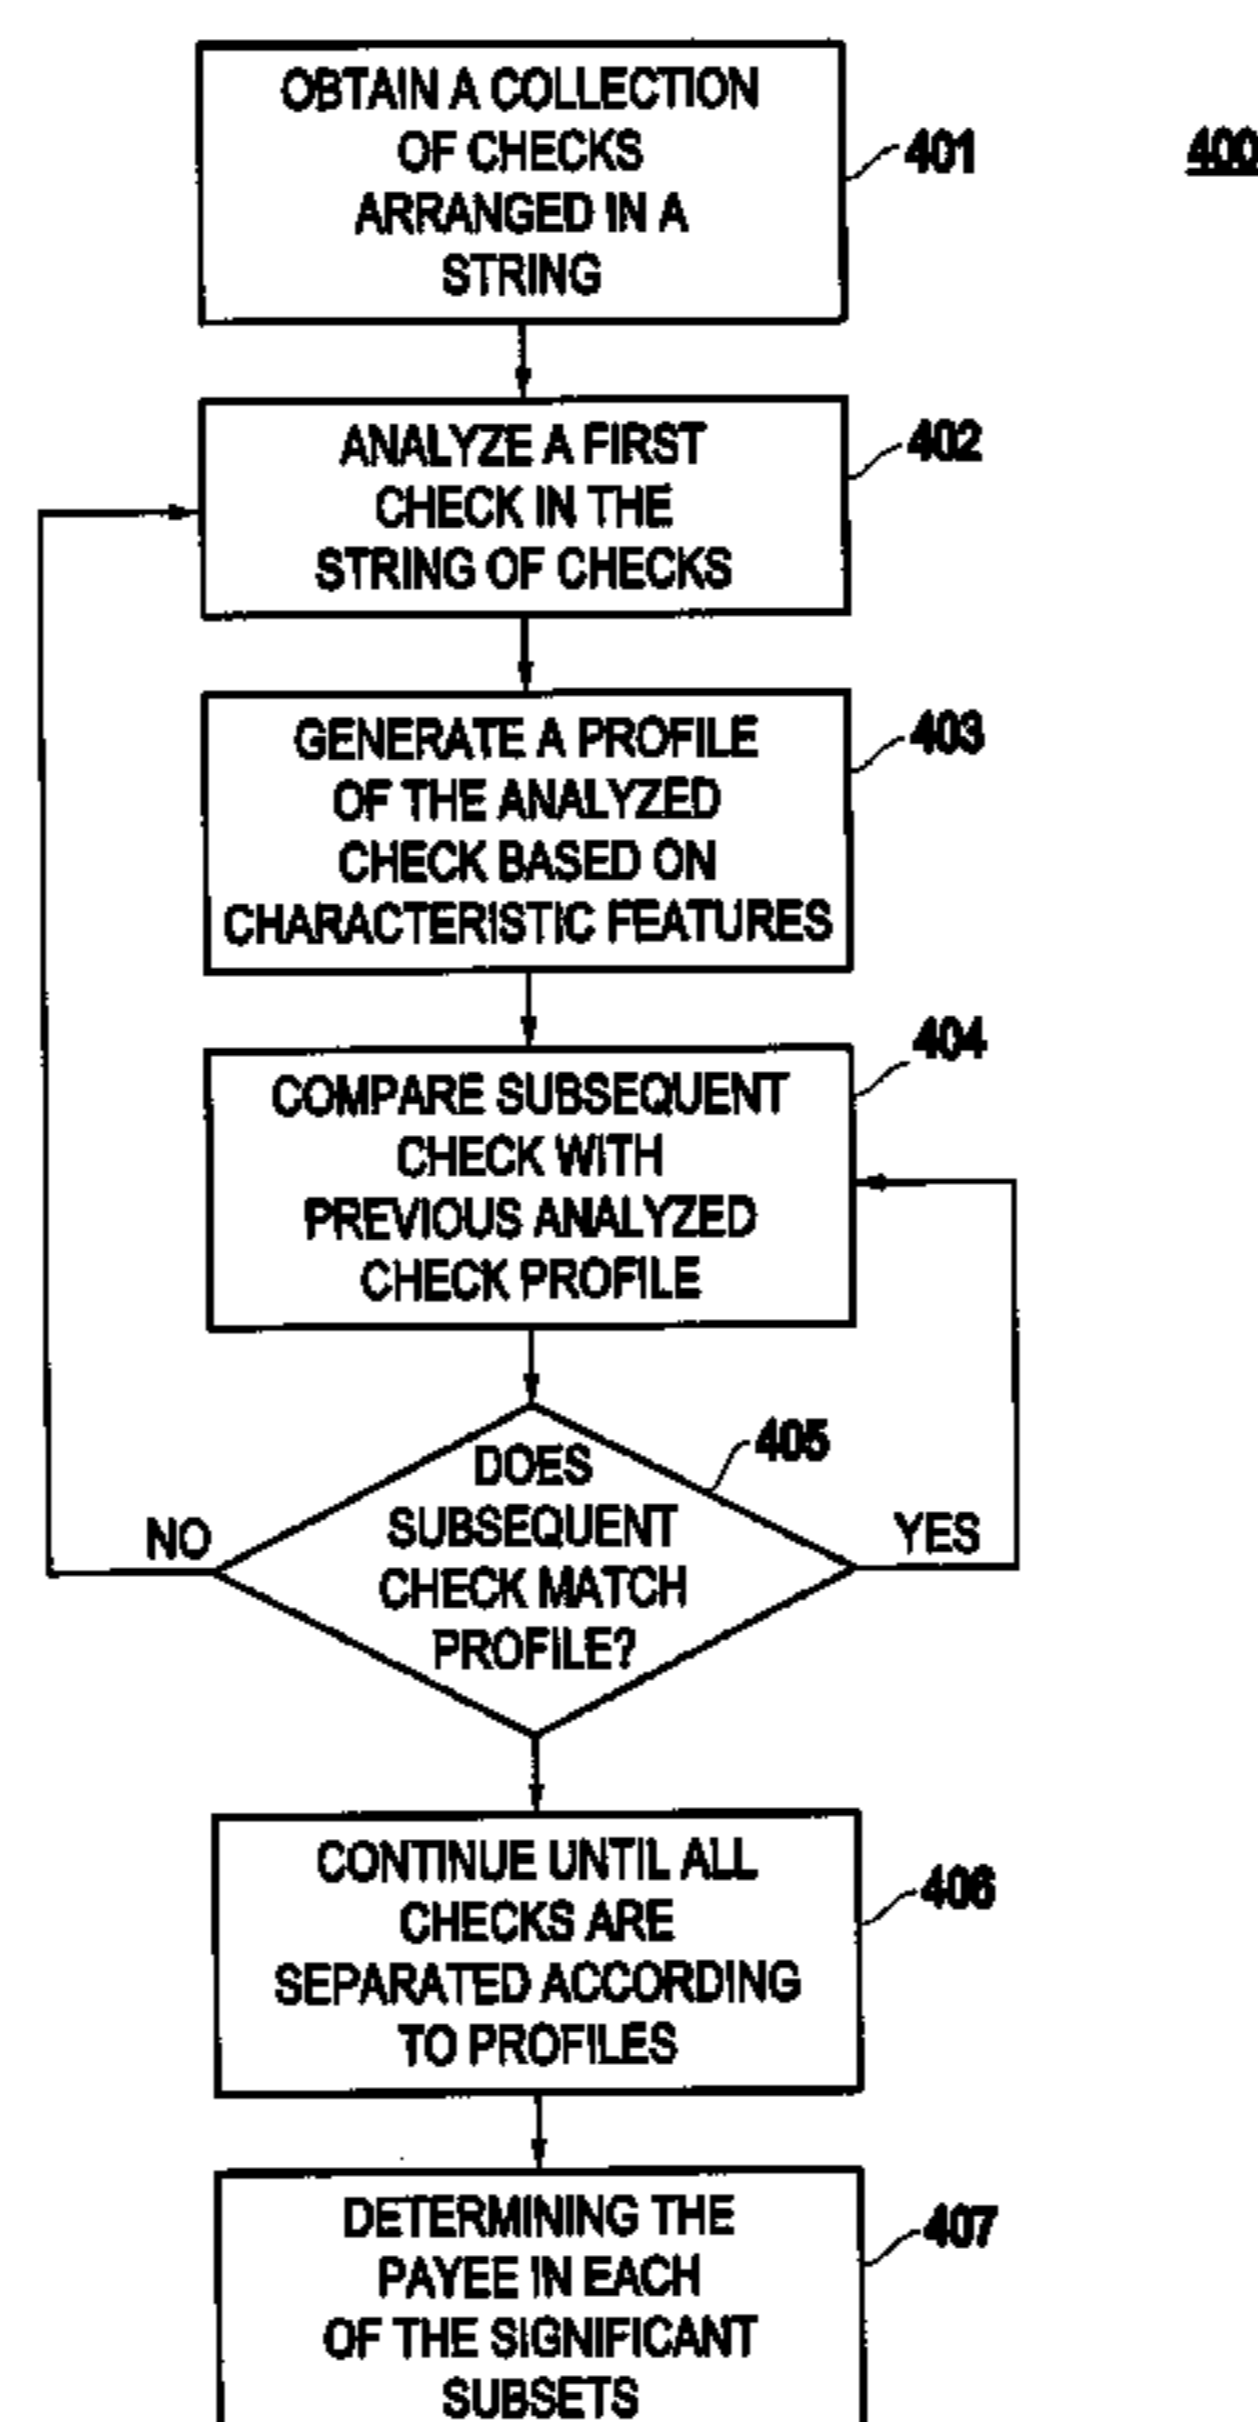 OBTAIN A COLLECTION
OF CHECKS
ARRANGED IN A
STRING
401
400
ANALYZE A FIRST
CHECK IN THE
STRING OF CHECKS
402
GENERATE A PROFILE
OF THE ANALYZED
CHECK BASED ON
CHARACTERISTIC FEATURES
403
COMPARE SUBSEQUENT
CHECK WITH
PREVIOUS ANALYZED
CHECK PROFILE
404
DOES
SUBSEQUENT
CHECK MATCH
PROFILE?
405
NO
YES
CONTINUE UNTIL ALL
CHECKS ARE
SEPARATED ACCORDING
TO PROFILES
406
DETERMINING THE
PAYEE IN EACH
OF THE SIGNIFICANT
SUBSETS
407